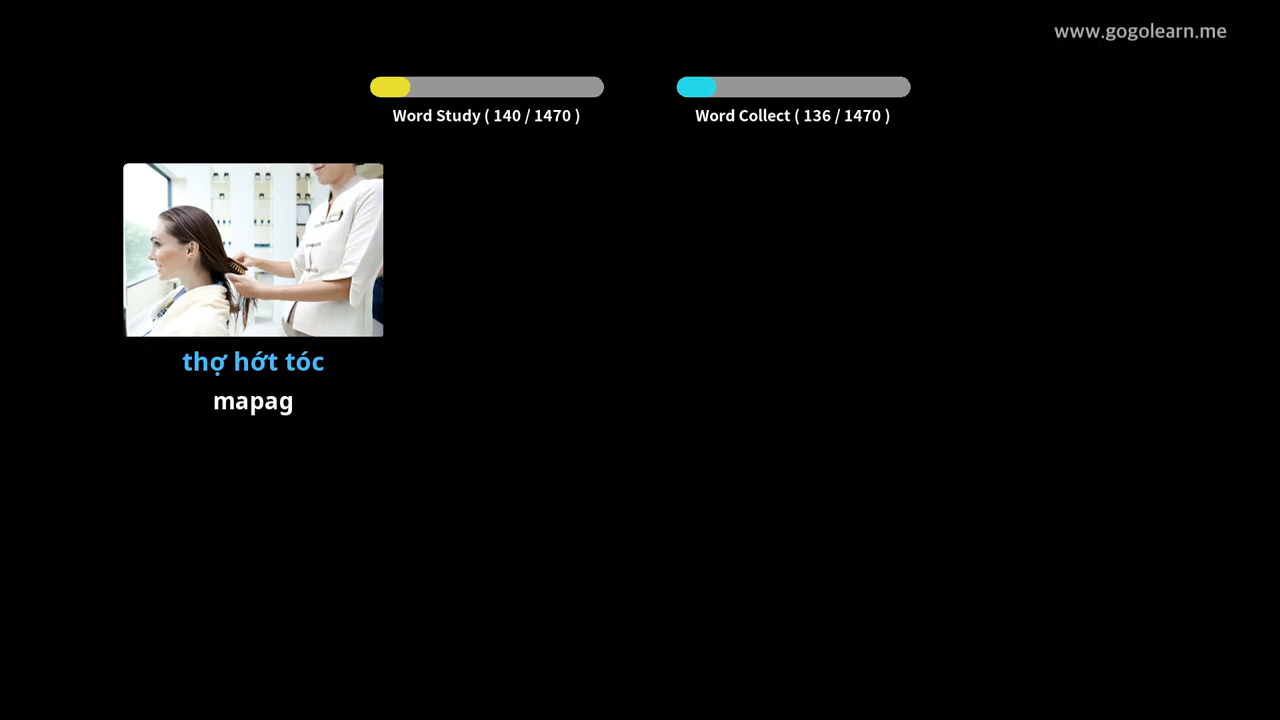 www.gogolearn.me
Word Study ( 140 / 1470 )
Word Collect ( 136 / 1470 )
thợ hớt tóc
mapag